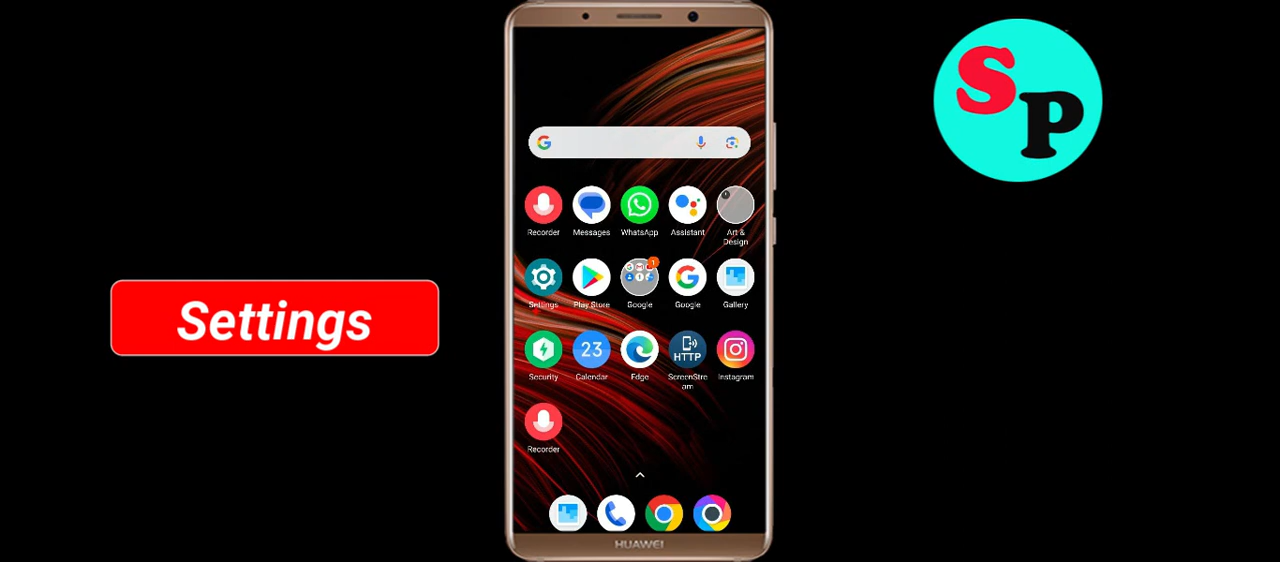 S
P
Recorder
Messages
WhatsApp
Assistant
Art &
Design
Settings
Play Store
1
Google
Google
Gallery
Security
23
Calendar
Edge
HTTP
ScreenStre
am
Instagram
Recorder
HUAWEI
Settings